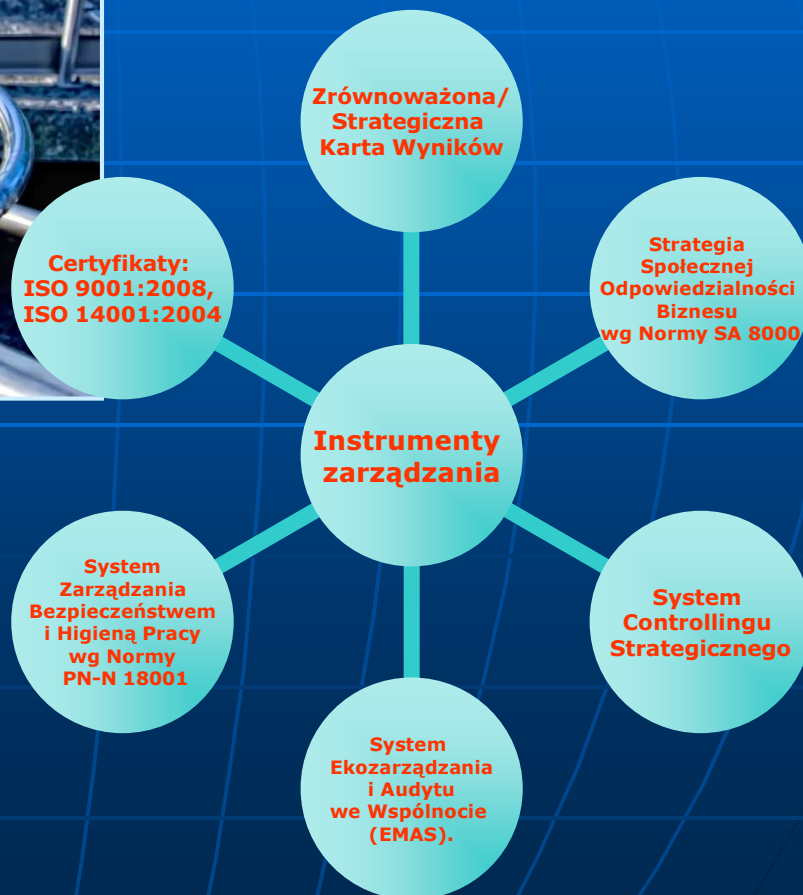 Zrównoważona/
Strategiczna
Karta Wyników
Certyfikaty:
ISO 9001:2008,
ISO 14001:2004
Strategia
Społecznej
Odpowiedzialności
Biznesu
wg Normy SA 8000
Instrumenty
zarządzania
System
Zarządzania
Bezpieczeństwem
i Higieną Pracy
wg Normy
PN-N 18001
System
Controllingu
Strategicznego
System
Ekozarządzania
i Audytu
we Wspólnocie
(EMAS).